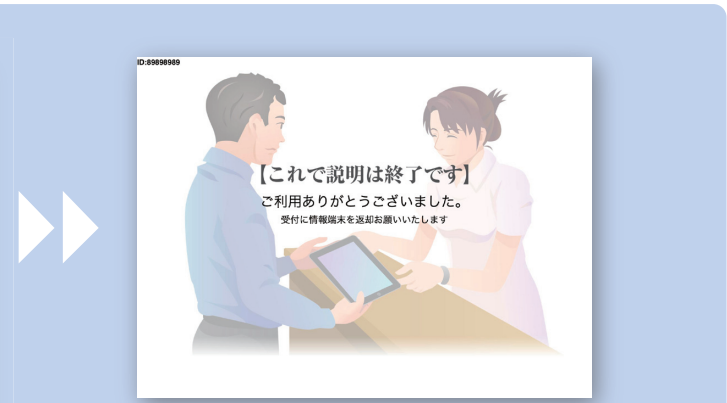 ID:89898989
【これで説明は終了です】
ご利用ありがとうございました。
受付に情報端末を返却お願いいたします